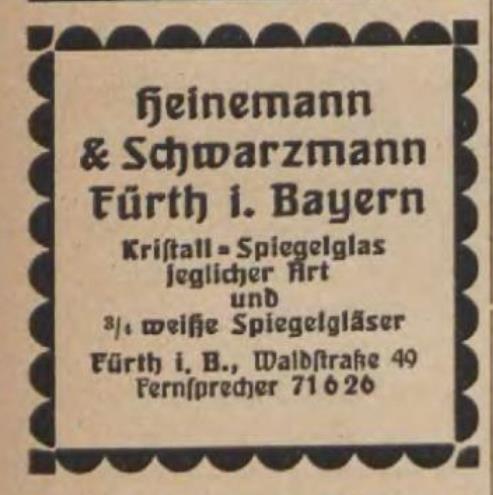 Heinemann
& Schwarzmann
Fürth i. Bayern
Kriſtall-Spiegelglas
jeglicher Art
und
3/4 weiße Spiegelgläser
Fürth i. B., Waldſtraße 49
Fernſprecher 71626